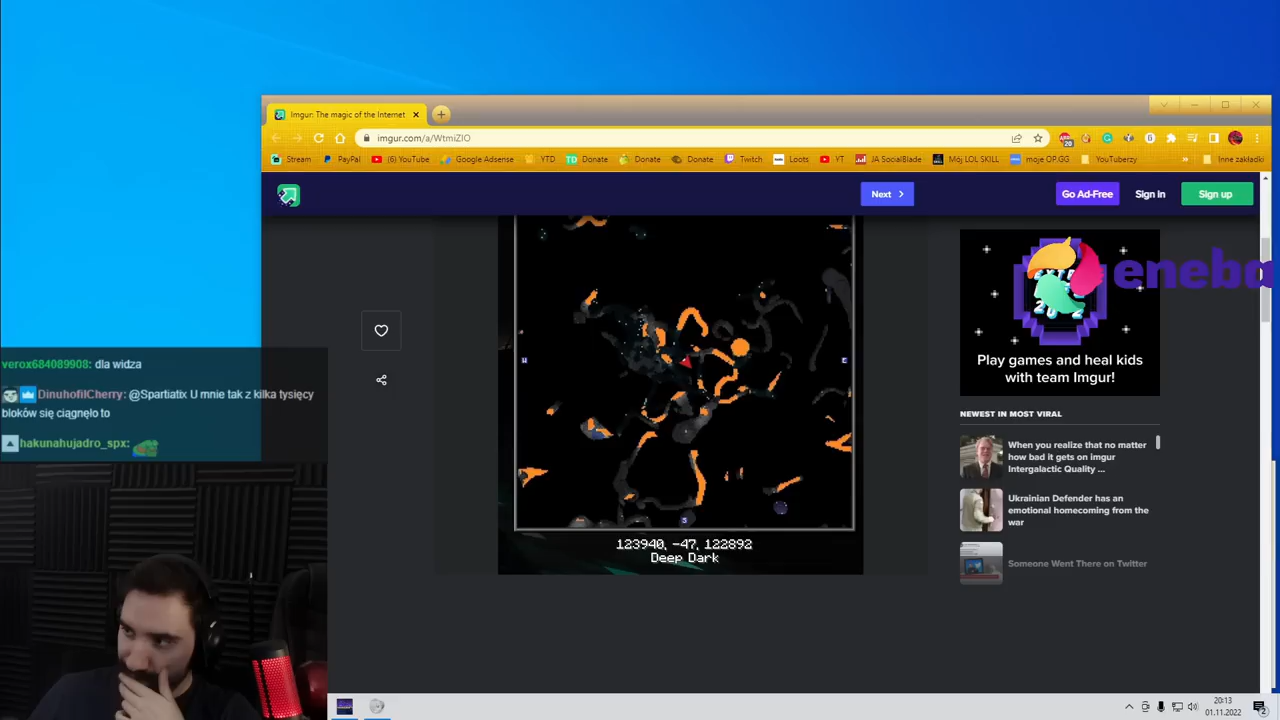 Imgur: The magic of the Internet
imgur.com/a/WtmiZIO
20
Stream
PayPal
(6) YouTube
Google Adsense
YTD
Donate
Donate
Donate
Twitch
Loots
YT
JA SocialBlade
Mój LOL SKILL
moje OP.GG
YouTuberzy
»
Inne zakładki
Next
Go Ad-Free
Sign in
Sign up
eneba
Play games and heal kids
with team Imgur!
NEWEST IN MOST VIRAL
When you realize that no matter
how bad it gets on imgur
Intergalactic Quality ...
Ukrainian Defender has an
emotional homecoming from the
war
Someone Went There on Twitter
E
S
123940, -47, 122892
Deep Dark
verox684089908: dla widza
DinuhofilCherry: @Spartiatix U mnie tak z kilka tysięcy
bloków się ciągnęło to
hakunahujadro_spx:
20:13
01.11.2022
2